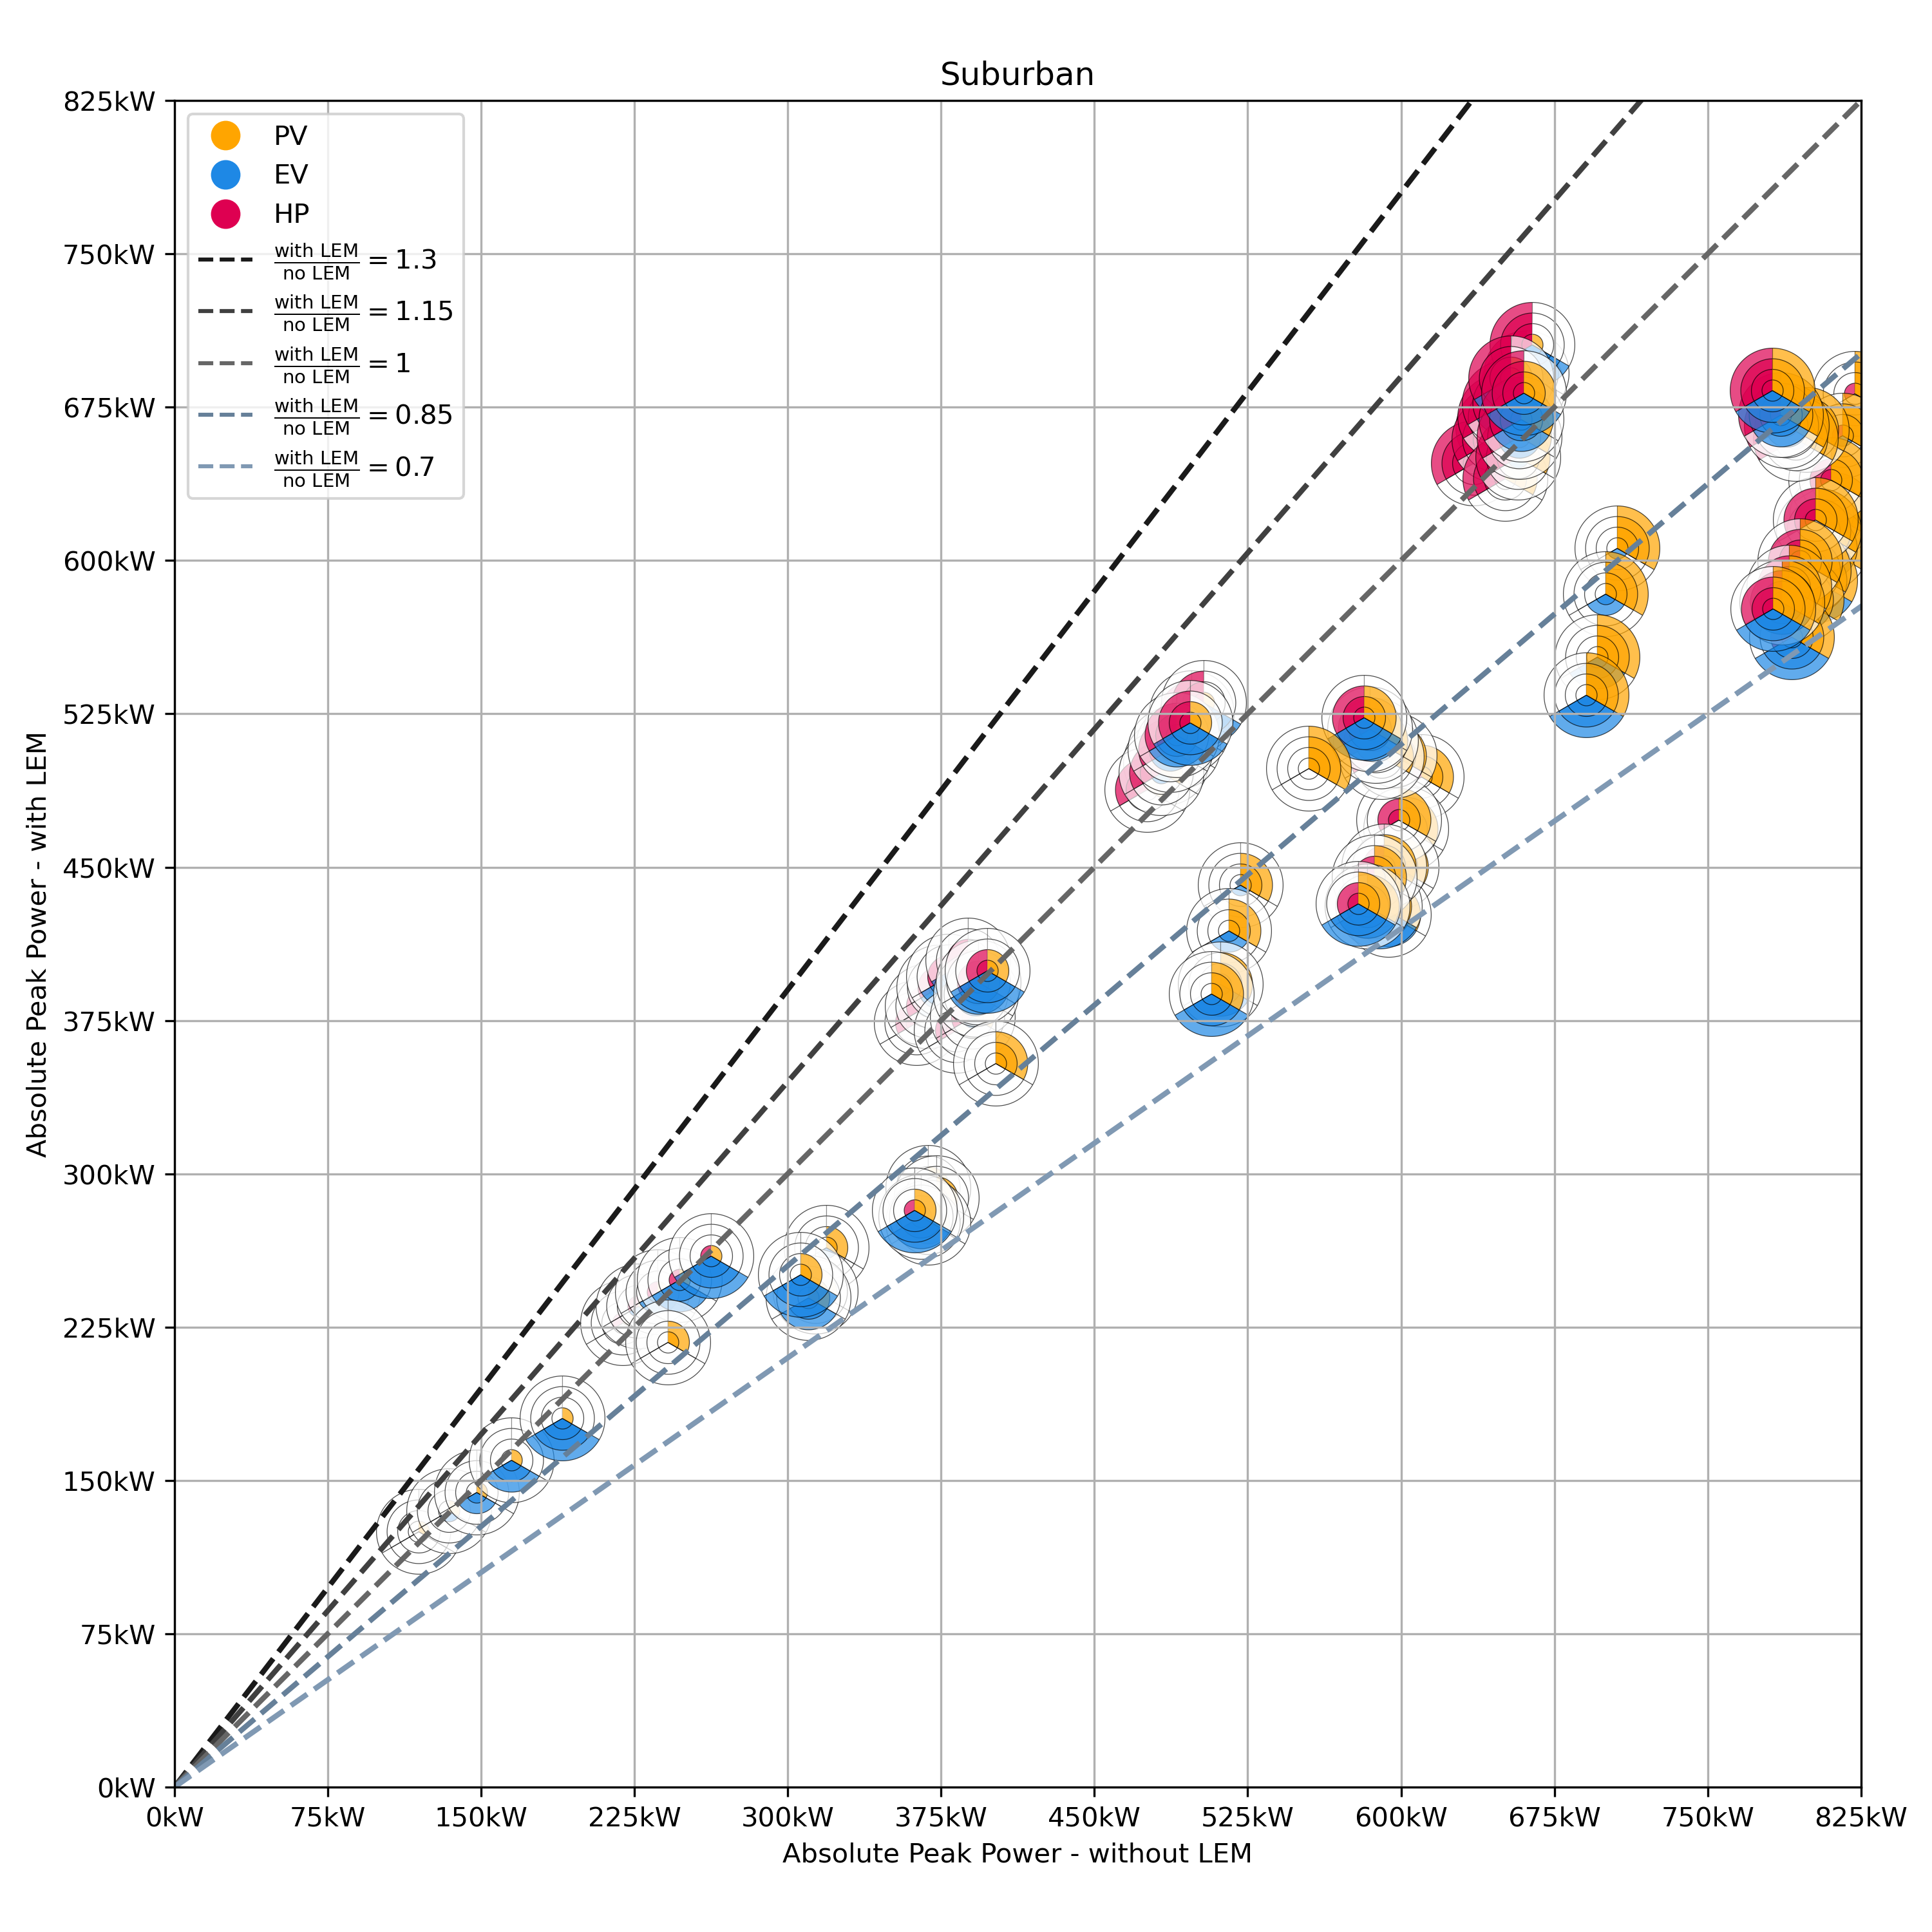 Suburban
825kW
750kW
675kW
600kW
525kW
450kW
375kW
300kW
225kW
150kW
75kW
0kW
Absolute Peak Power - with LEM
PV
EV
HP
with LEM / no LEM = 1.3
with LEM / no LEM = 1.15
with LEM / no LEM = 1
with LEM / no LEM = 0.85
with LEM / no LEM = 0.7
0kW 75kW 150kW 225kW 300kW 375kW 450kW 525kW 600kW 675kW 750kW 825kW
Absolute Peak Power - without LEM